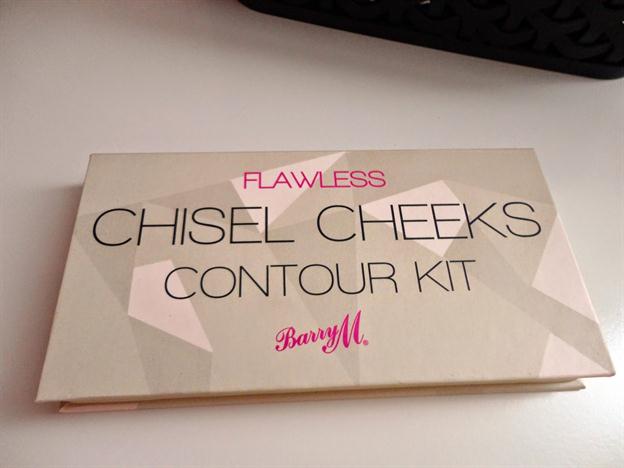 FLAWLESS
CHISEL CHEEKS
CONTOUR KIT
Barry M®